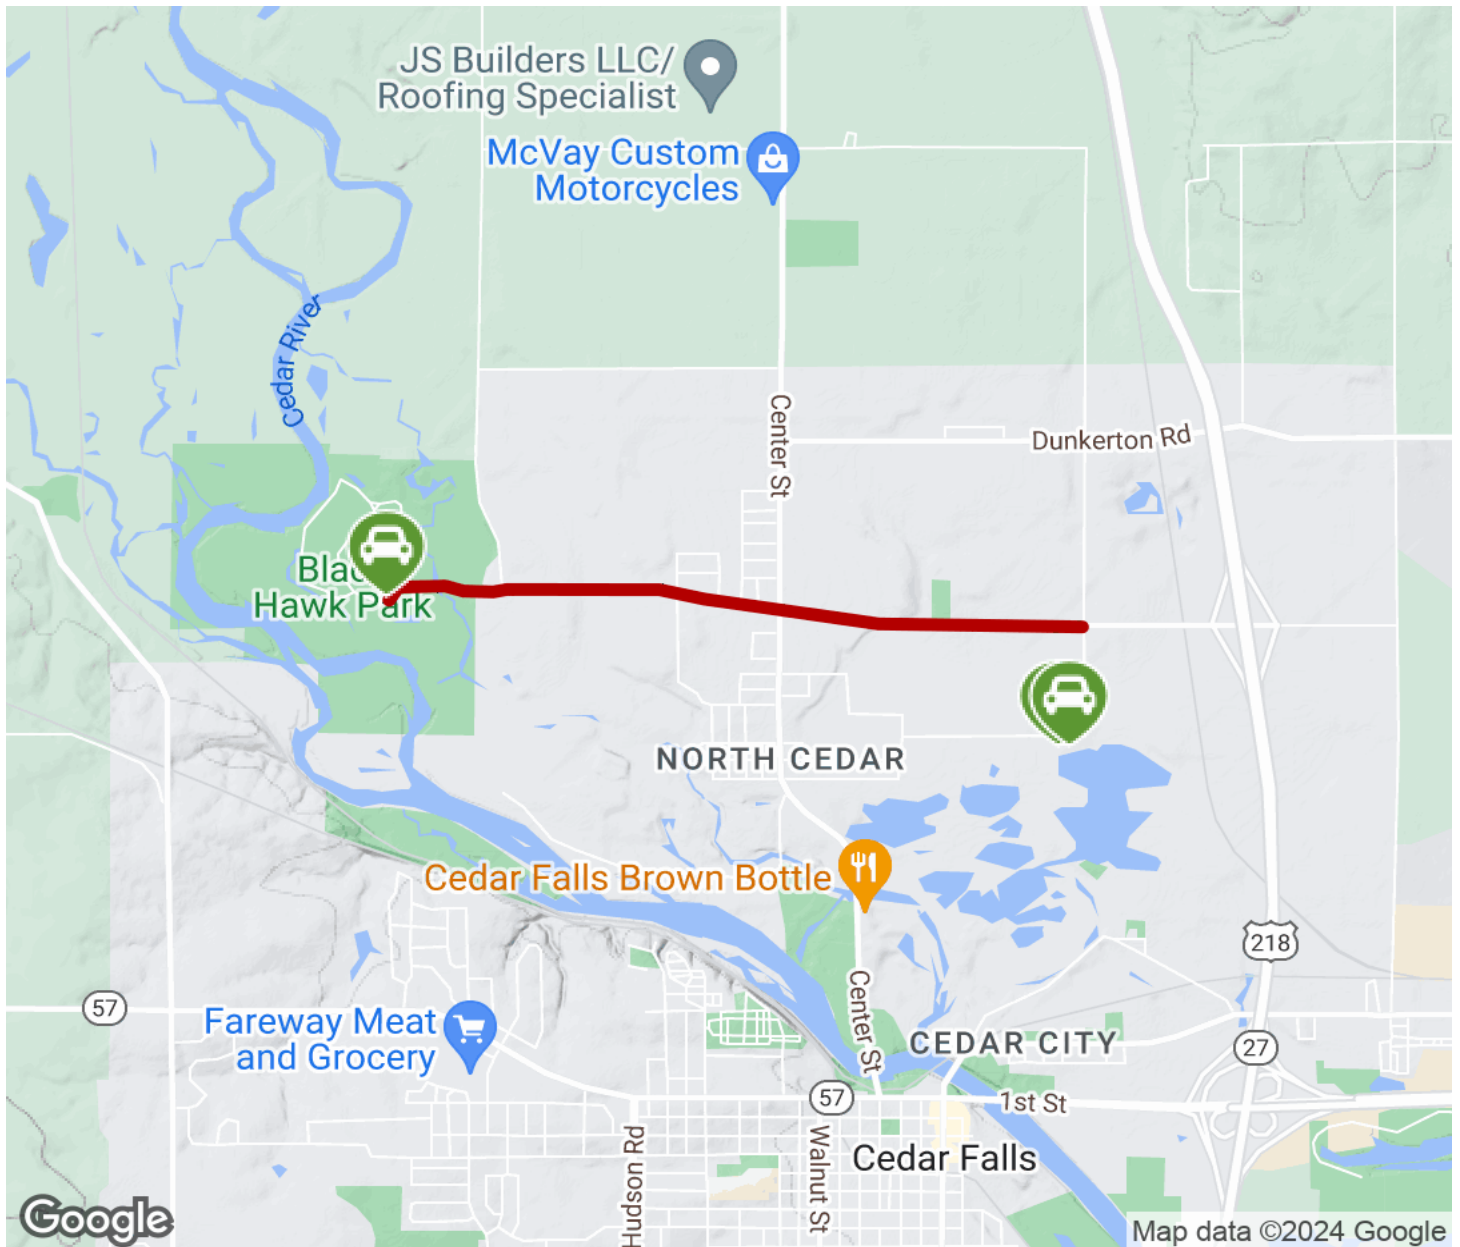 JS Builders LLC/
Roofing Specialist
McVay Custom
Motorcycles
Cedar River
Center St
Dunkerton Rd
Hawk Park
NORTH CEDAR
Cedar Falls Brown Bottle
218
57
Fareway Meat
and Grocery
Center St
CEDAR CITY
27
57
1st St
Hudson Rd
Walnut St
Cedar Falls
Google
Map data ©2024 Google